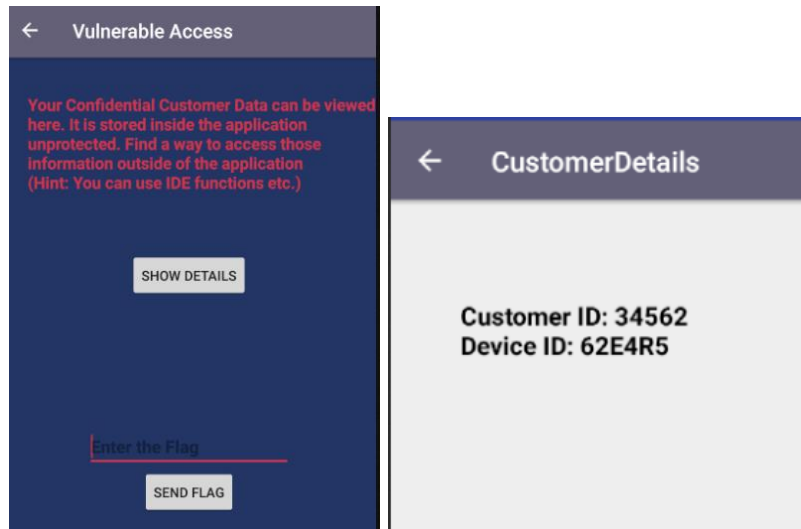 Vulnerable Access
Your Confidential Customer Data can be viewed
here. It is stored inside the application
unprotected. Find a way to access those
information outside of the application
(Hint: You can use IDE functions etc.)
SHOW DETAILS
Enter the Flag
SEND FLAG
CustomerDetails
Customer ID: 34562
Device ID: 62E4R5